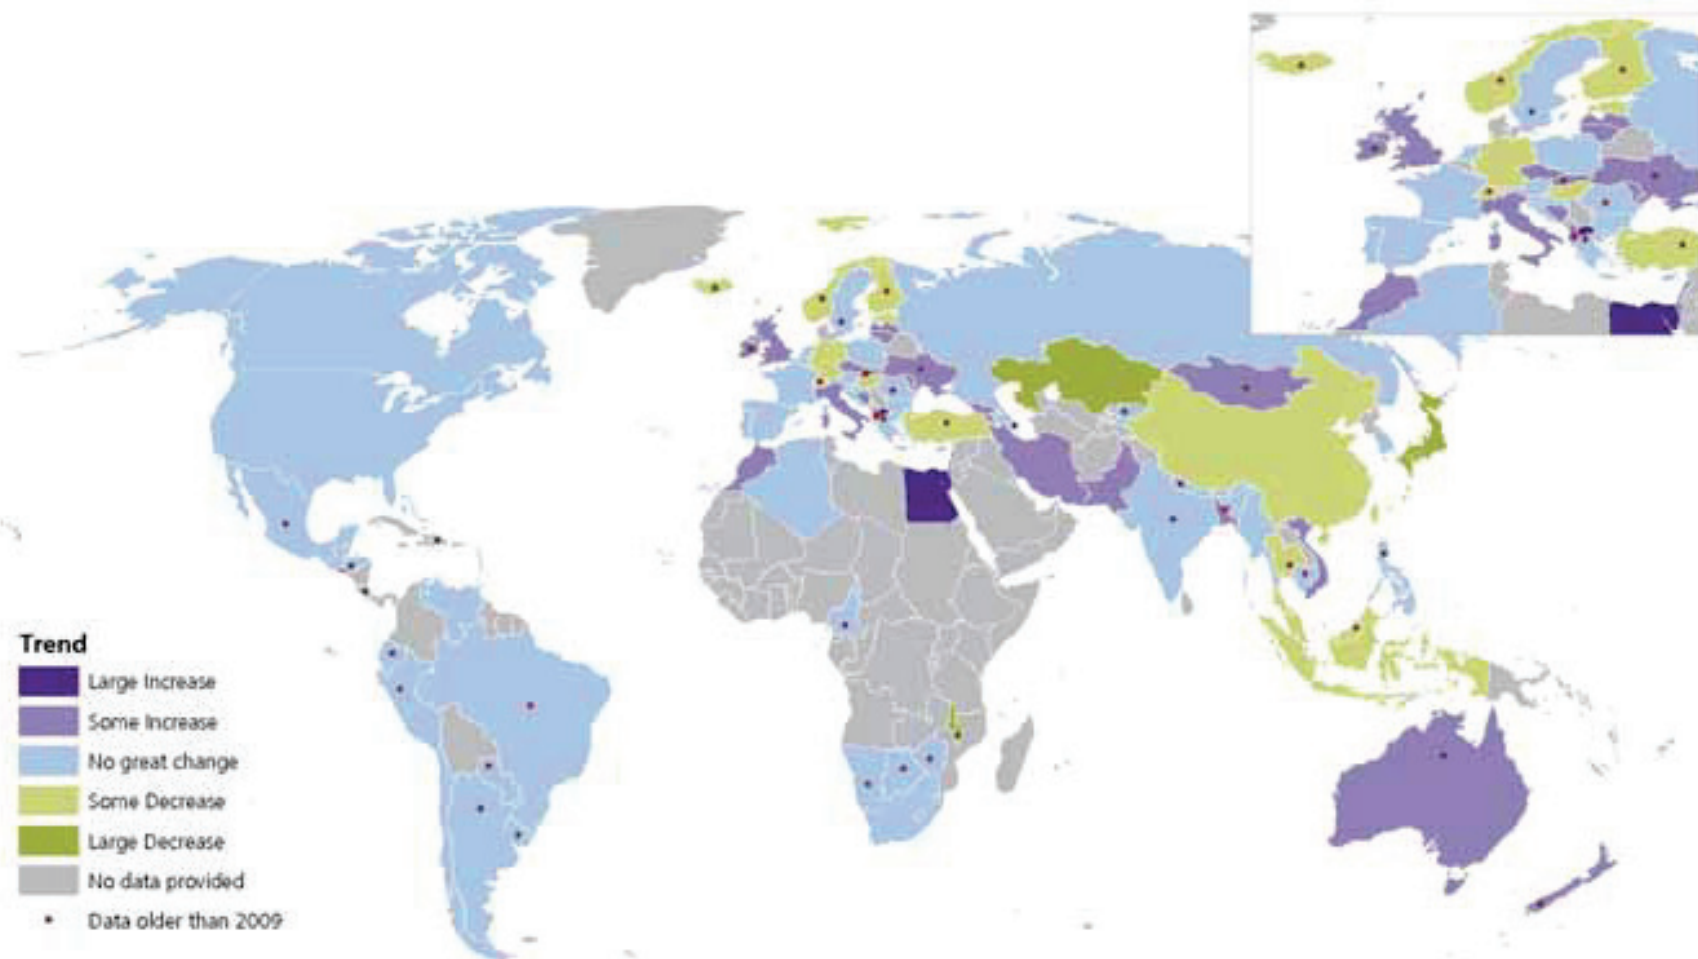 Trend
Large Increase
Some Increase
No great change
Some Decrease
Large Decrease
No data provided
Data older than 2009